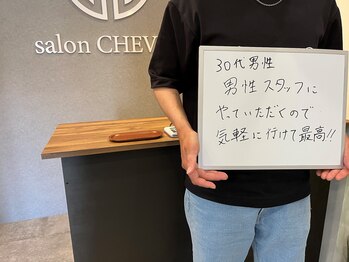 salon CHEV
30代男性
男性スタッフに
やっていただくので
気軽に行けて最高!!